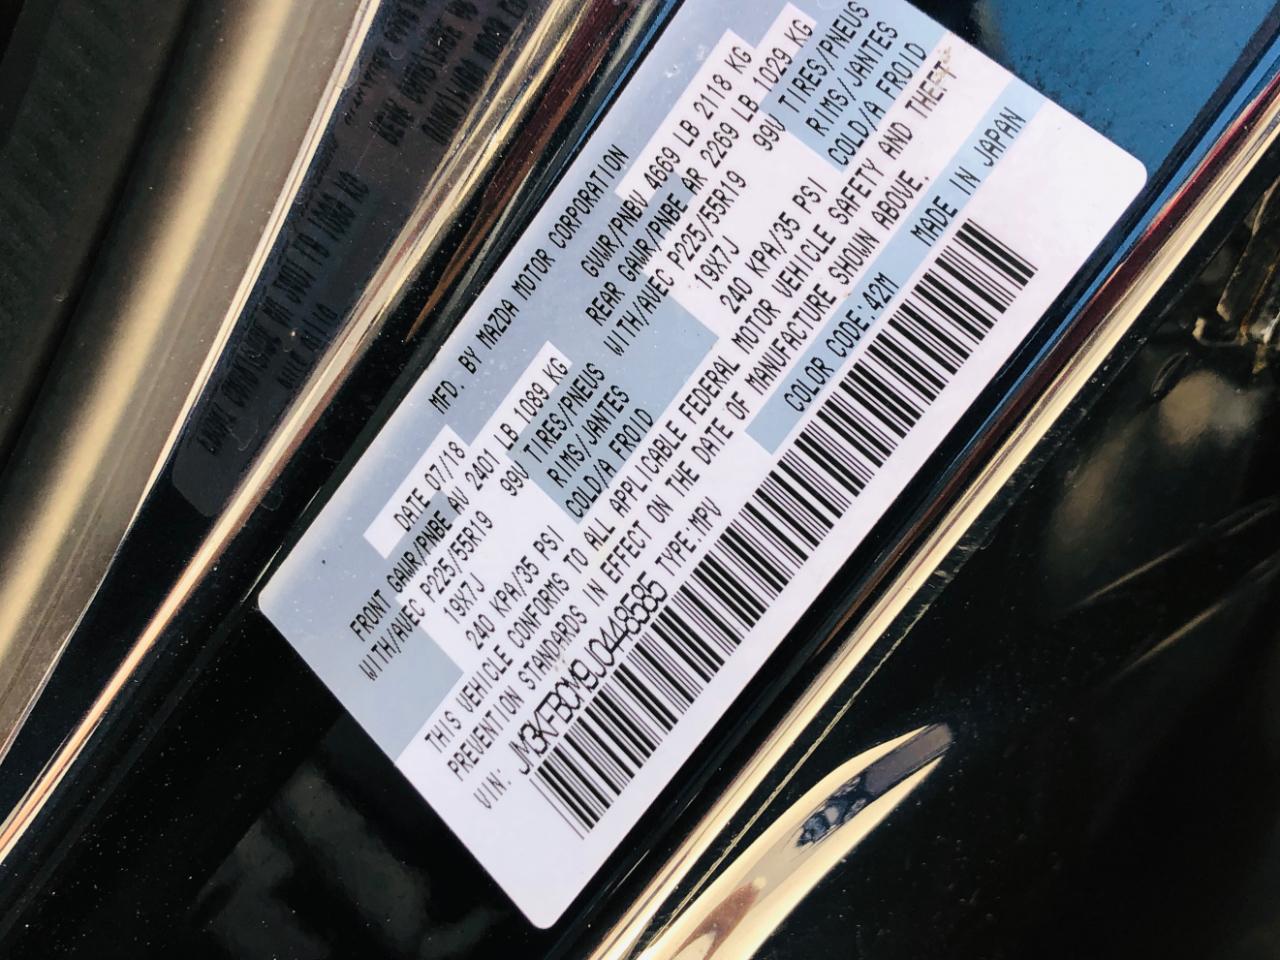 MFD. BY MAZDA MOTOR CORPORATION
DATE 07/18 GVWR/PNBV 4669 LB 2118 KG
FRONT GAWR/PNBE AV 2401 LB 1089 KG REAR GAWR/PNBE AR 2269 LB 1029 KG
WITH/AVEC P225/55R19 99V TIRES/PNEUS WITH/AVEC P225/55R19 99V TIRES/PNEUS
19X7J RIMS/JANTES 19X7J RIMS/JANTES
240 KPA/35 PSI COLD/A FROID 240 KPA/35 PSI COLD/A FROID
THIS VEHICLE CONFORMS TO ALL APPLICABLE FEDERAL MOTOR VEHICLE SAFETY AND THEFT
PREVENTION STANDARDS IN EFFECT ON THE DATE OF MANUFACTURE SHOWN ABOVE.
VIN: JM3KFBCM9J0448585 TYPE:MPV COLOR CODE:42M MADE IN JAPAN